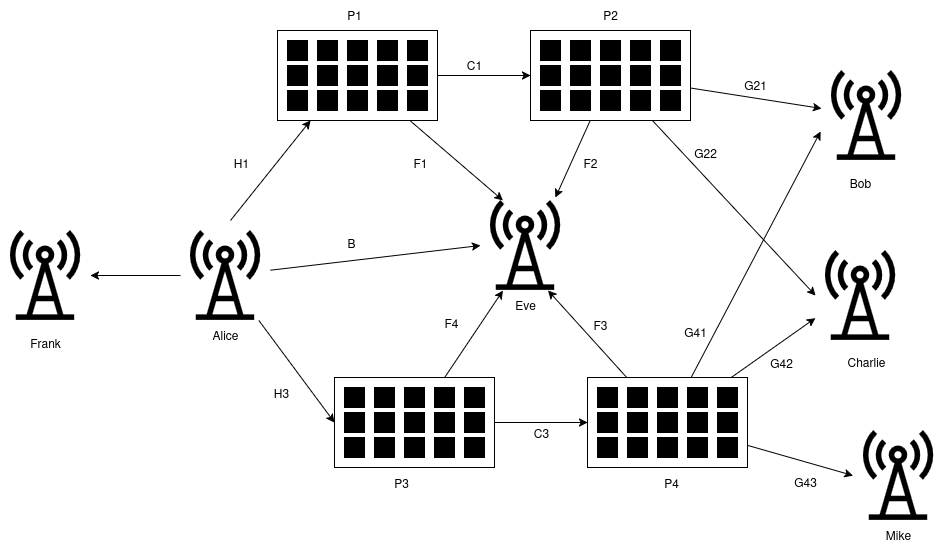 P1
P2
C1
G21
H1
F1
F2
G22
Bob
B
Eve
Alice
Frank
F4
F3
G41
G42
Charlie
H3
C3
P3
P4
G43
Mike